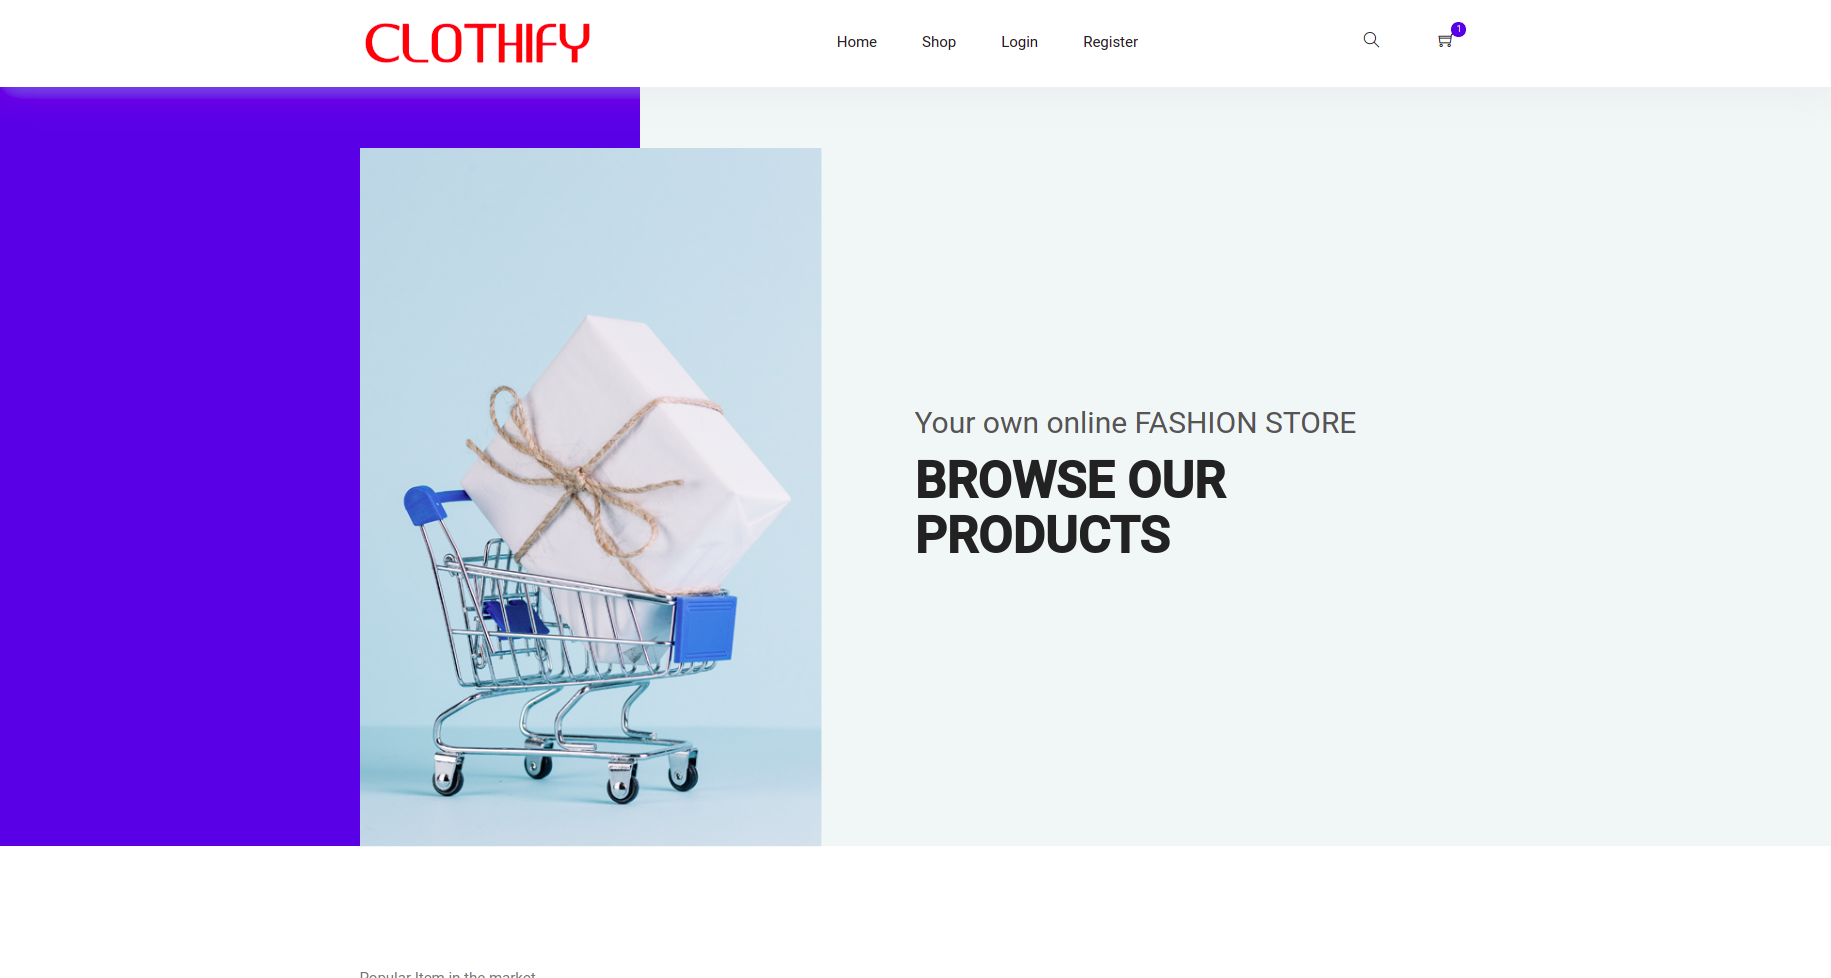 CLOTHIFY
Home Shop Login Register
1
Your own online FASHION STORE
BROWSE OUR
PRODUCTS
Popular Item in the market